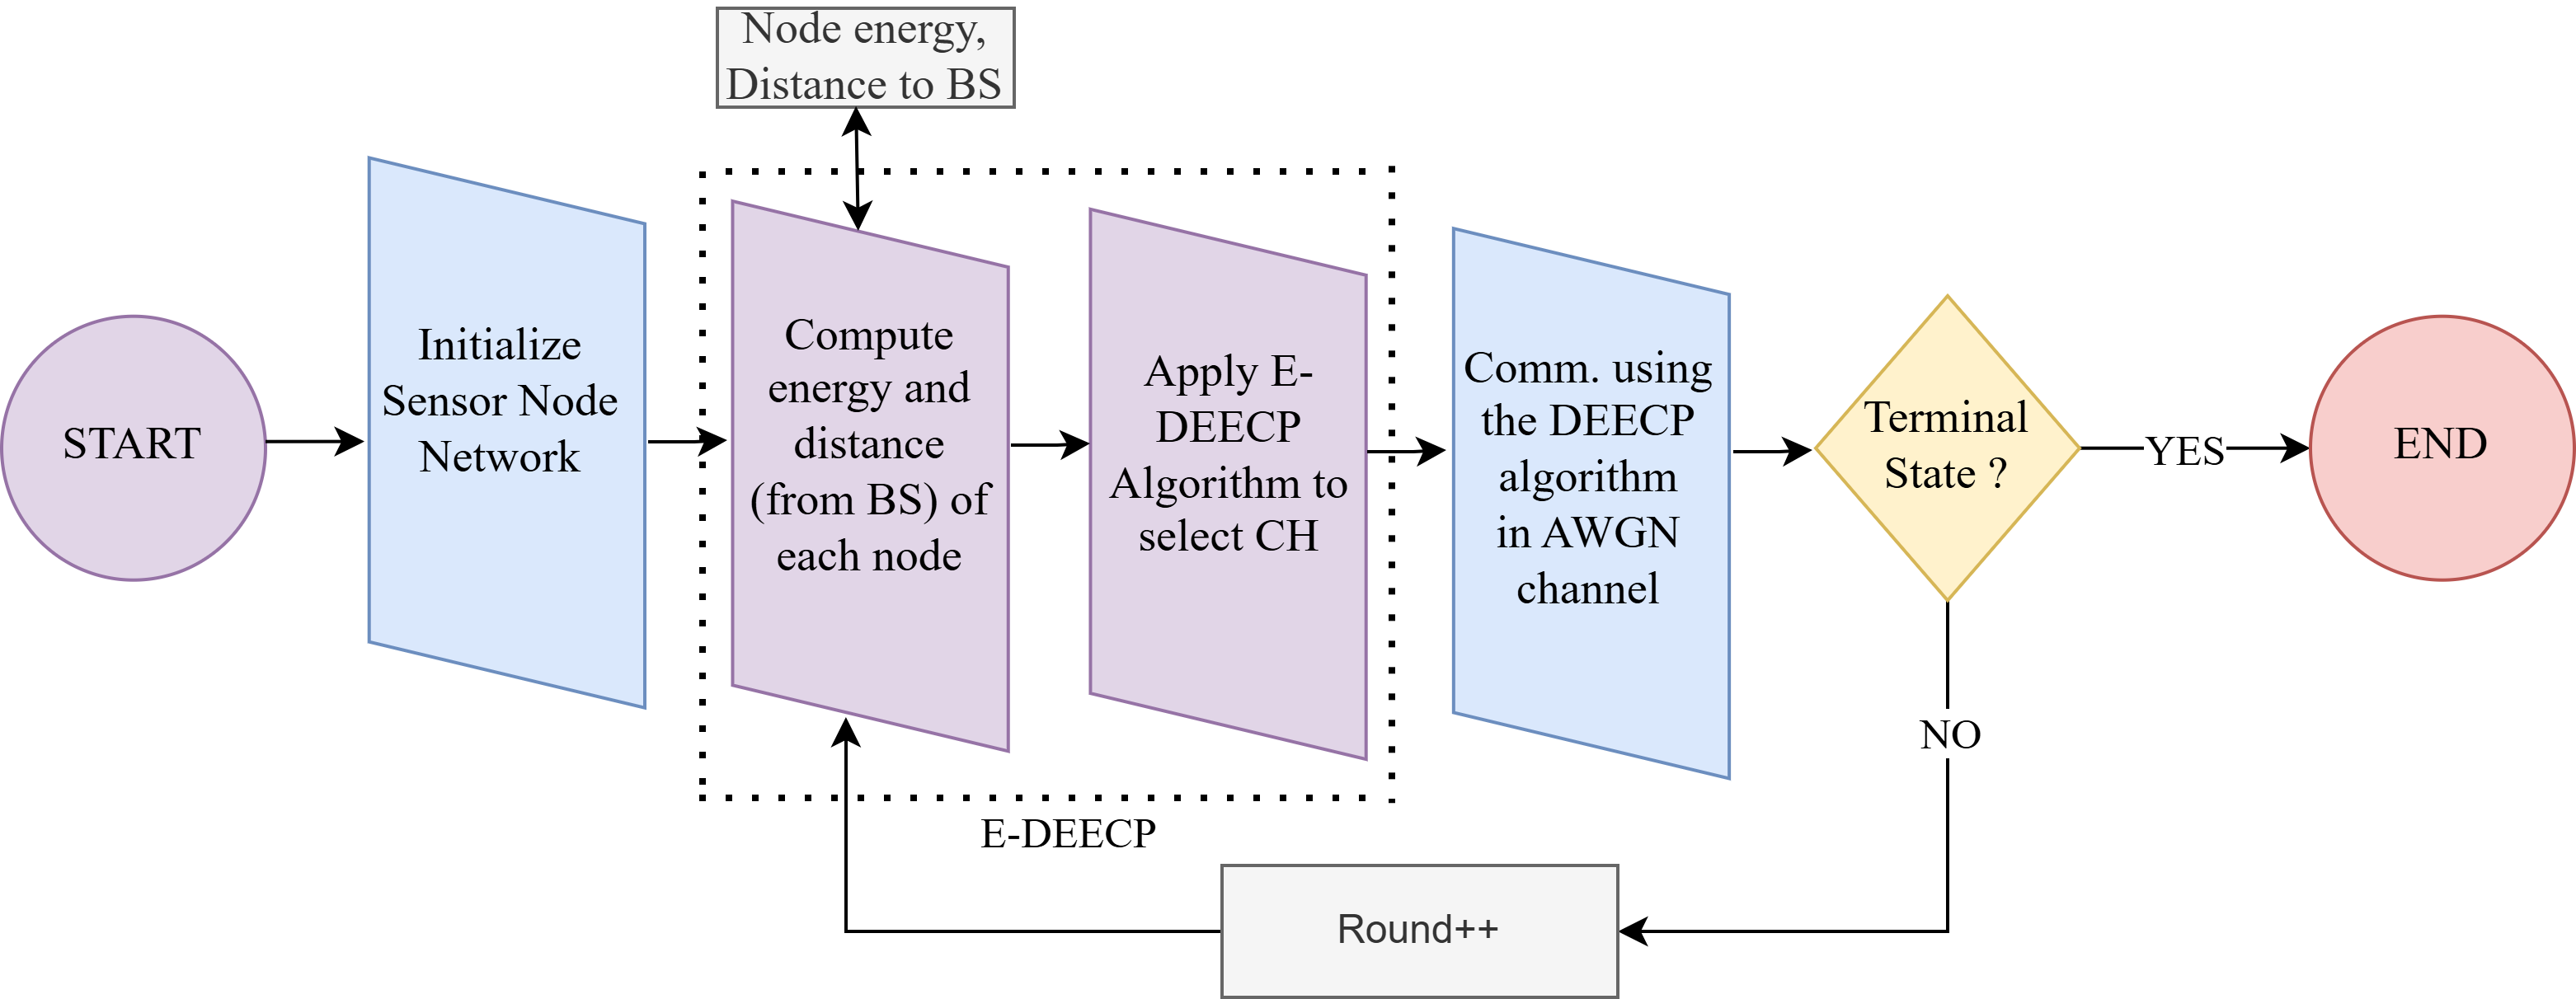 Node energy,
Distance to BS
START
Initialize
Sensor Node
Network
Compute
energy and
distance
(from BS) of
each node
Apply E-
DEECP
Algorithm to
select CH
Comm. using
the DEECP
algorithm
in AWGN
channel
Terminal
State ?
YES
END
NO
E-DEECP
Round++